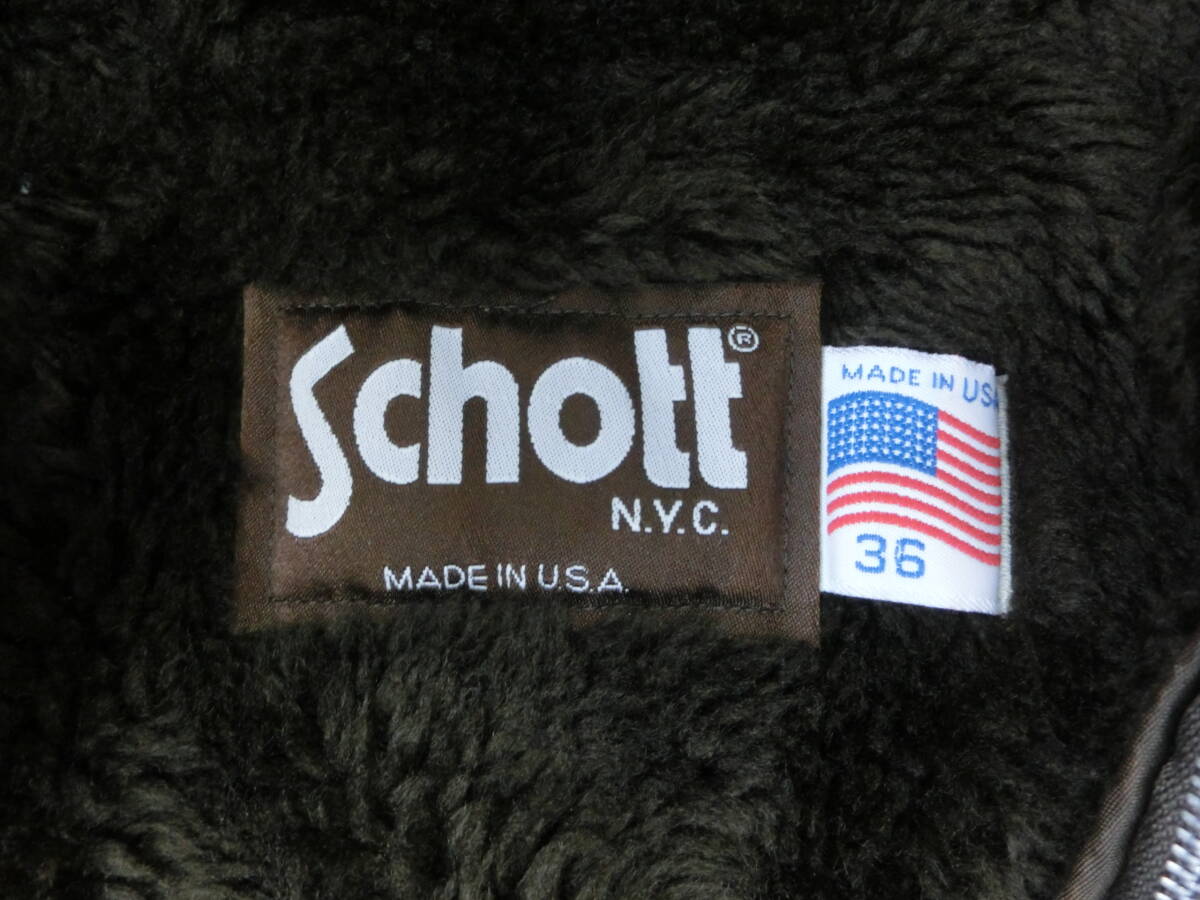 Schott®
N.Y.C.
MADE IN U.S.A.
MADE IN USA
36